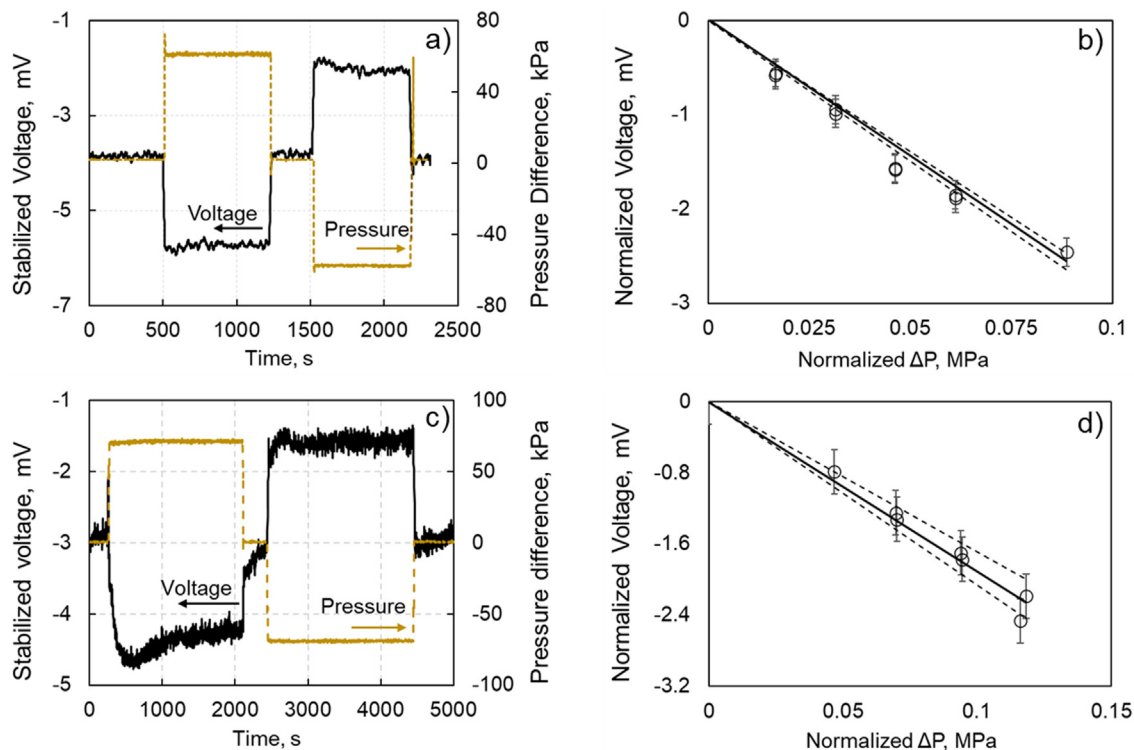 a)
Stabilized Voltage, mV
-1
-3
-5
-7
80
40
0
-40
-80
Pressure Difference, kPa
Voltage
Pressure
0 500 1000 1500 2000 2500
Time, s
b)
Normalized Voltage, mV
0
-1
-2
-3
0 0.025 0.05 0.075 0.1
Normalized ΔP, MPa
c)
Stabilized voltage, mV
-1
-2
-3
-4
-5
100
50
0
-50
-100
Pressure difference, kPa
Voltage
Pressure
0 1000 2000 3000 4000 5000
Time, s
d)
Normalized Voltage, mV
0
-0.8
-1.6
-2.4
-3.2
0 0.05 0.1 0.15
Normalized ΔP, MPa